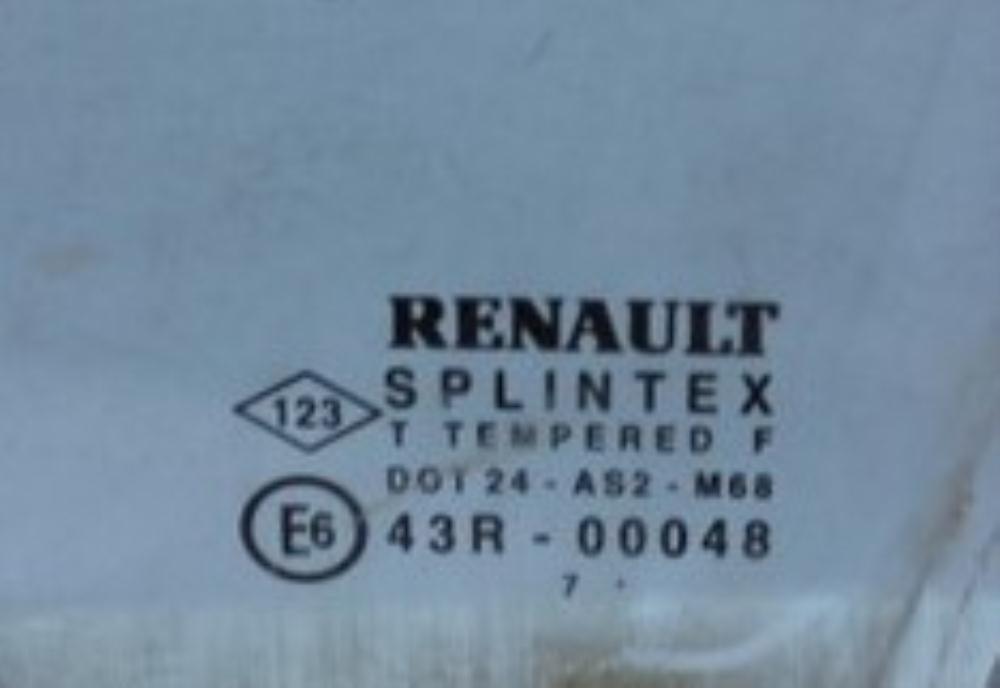 RENAULT
SPLINTEX
123
T TEMPERED F
DOT 24 - AS2 - M68
E6 43R - 00048
7 .